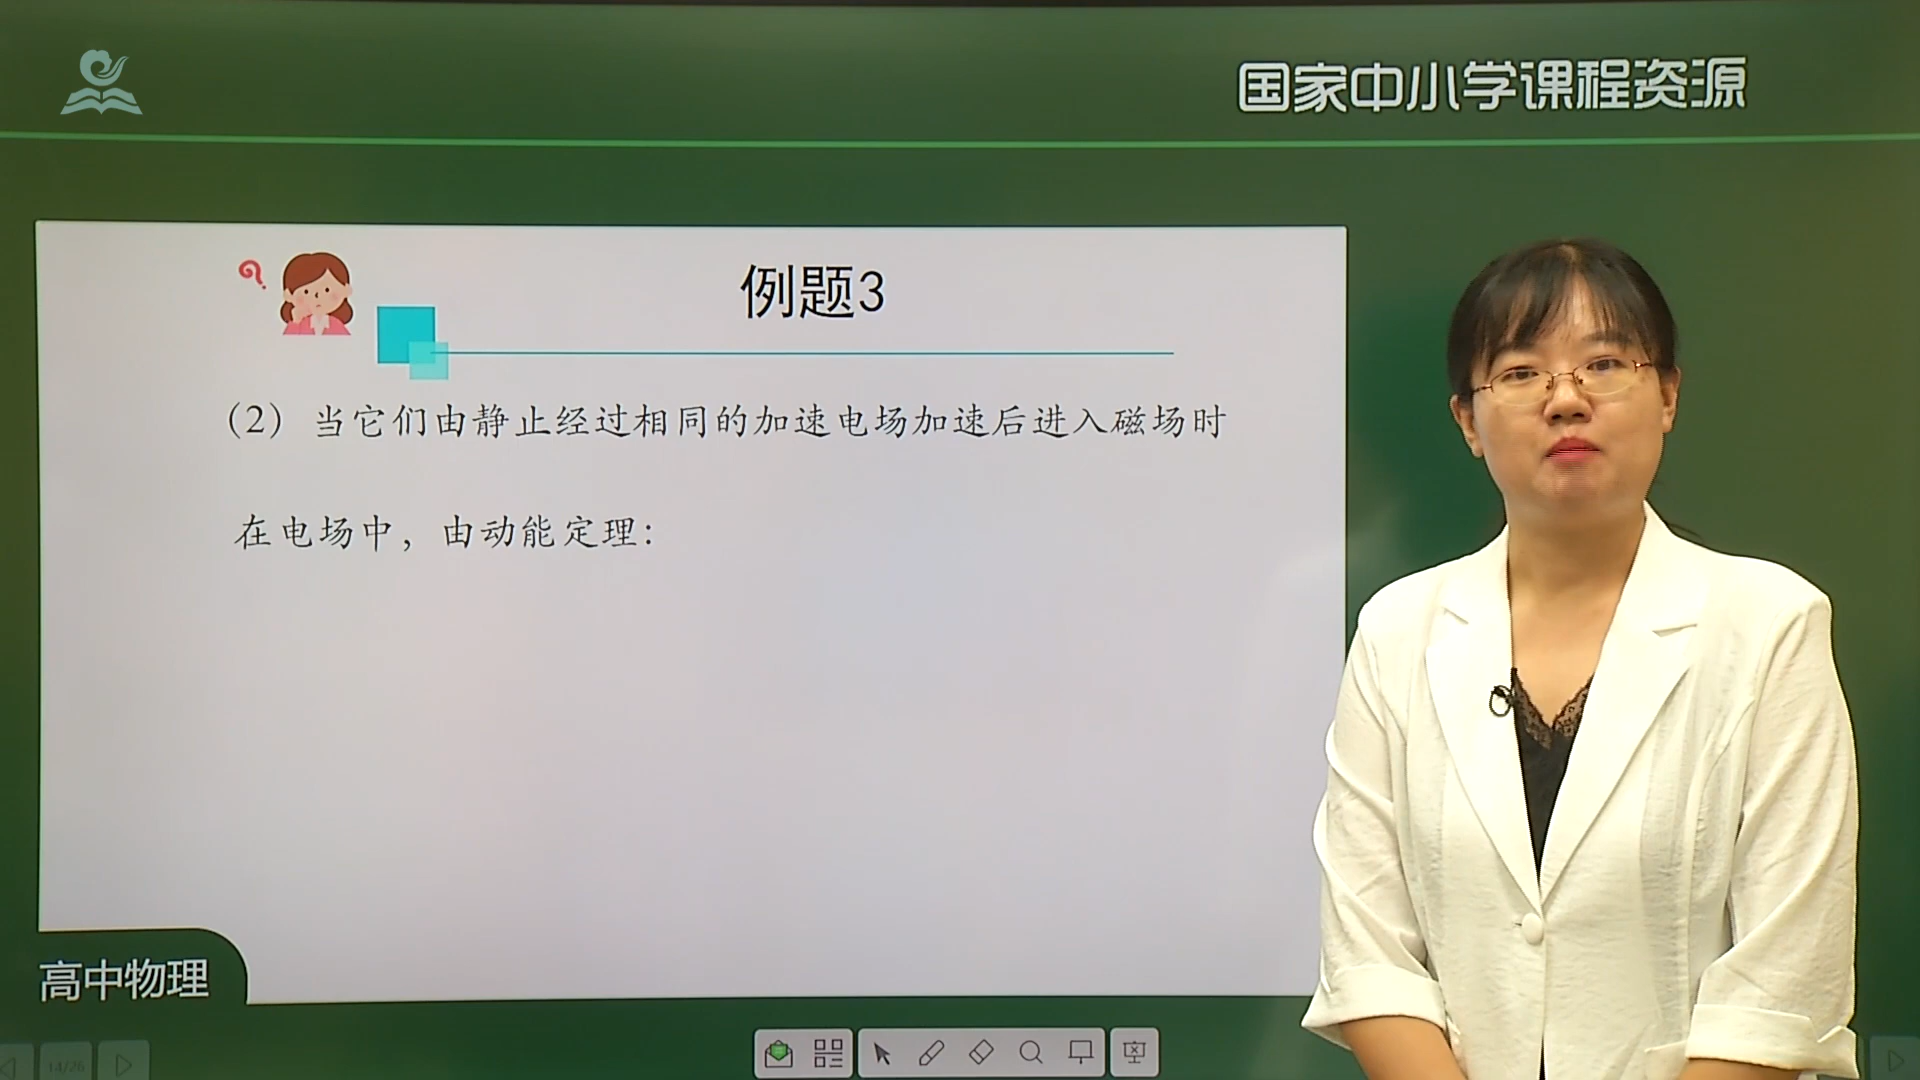 国家中小学课程资源
例题3
（2）当它们由静止经过相同的加速电场加速后进入磁场时
在电场中，由动能定理：
高中物理
14/26